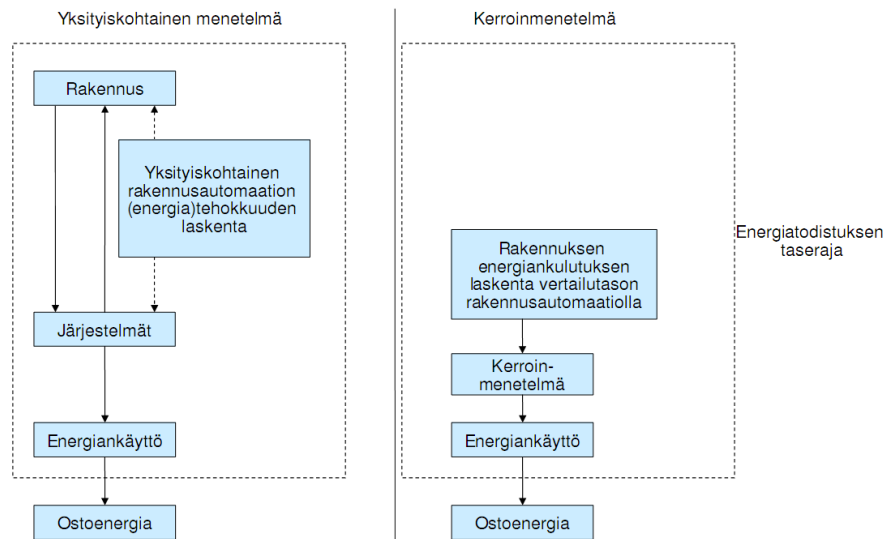 Yksityiskohtainen menetelmä
Rakennus
Yksityiskohtainen
rakennusautomaation
(energia)tehokkuuden
laskenta
Järjestelmät
Energiankäyttö
Ostoenergia
Kerroinmenetelmä
Rakennuksen
energiankulutuksen
laskenta vertailutason
rakennusautomaatiolla
Kerroin-
menetelmä
Energiankäyttö
Ostoenergia
Energiatodistuksen
taseraja